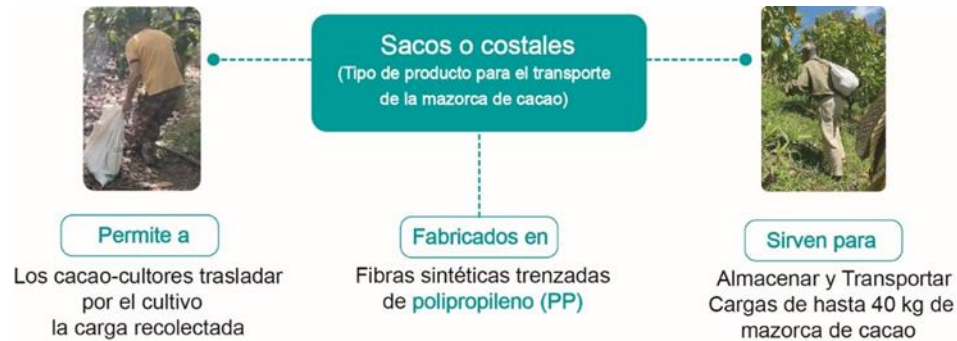 Sacos o costales
(Tipo de producto para el transporte
de la mazorca de cacao)
Permite a
Los cacao-cultores trasladar
por el cultivo
la carga recolectada
Fabricados en
Fibras sintéticas trenzadas
de polipropileno (PP)
Sirven para
Almacenar y Transportar
Cargas de hasta 40 kg de
mazorca de cacao